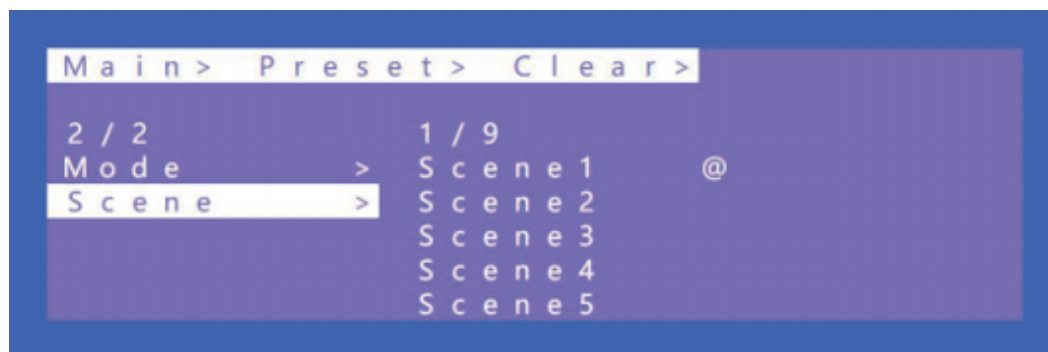 Main> Preset> Clear>
2/2 1/9
Mode > Scene1 @
Scene > Scene2
Scene3
Scene4
Scene5